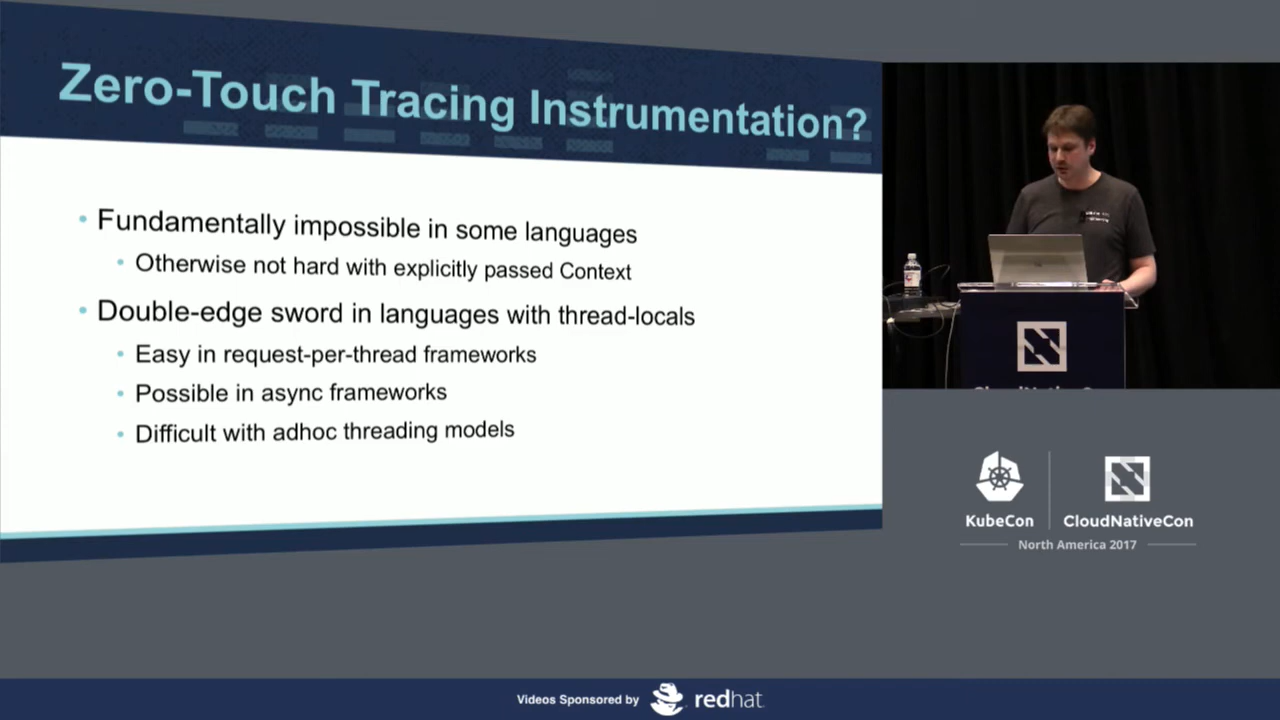 Zero-Touch Tracing Instrumentation?
Fundamentally impossible in some languages
Otherwise not hard with explicitly passed Context
Double-edge sword in languages with thread-locals
Easy in request-per-thread frameworks
Possible in async frameworks
Difficult with adhoc threading models
KubeCon
CloudNativeCon
North America 2017
Videos Sponsored by
redhat